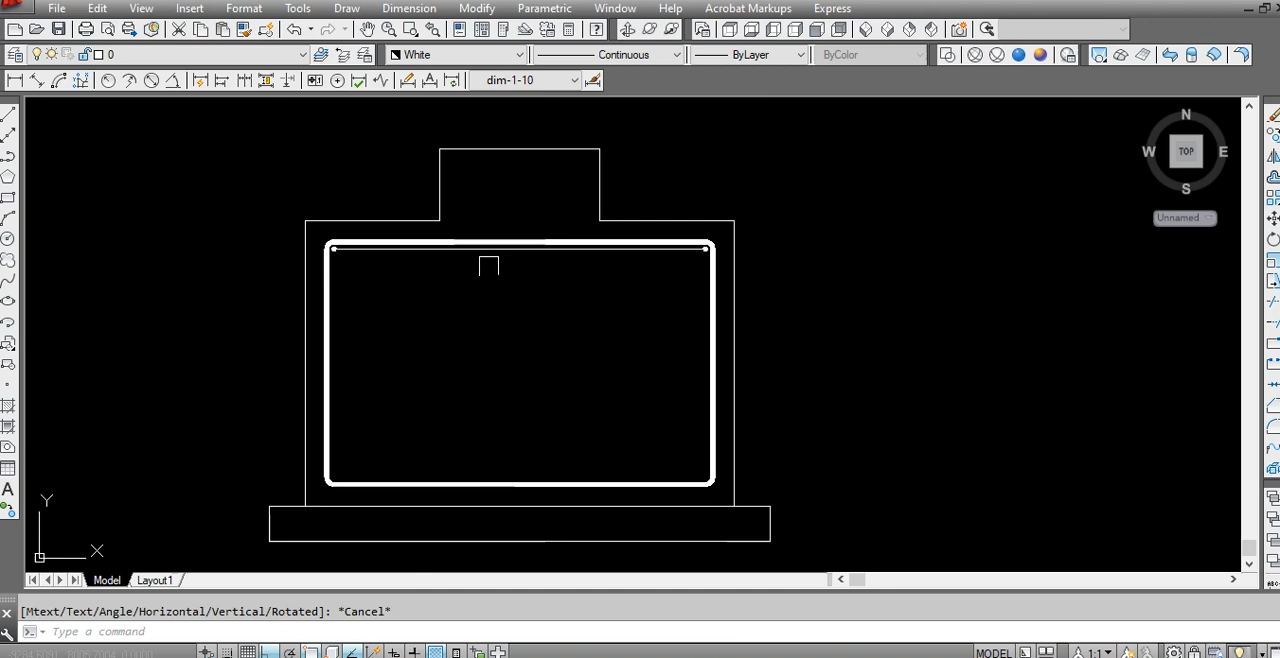 File Edit View Insert Format Tools Draw Dimension Modify Parametric Window Help Acrobat Markups Express
0 White Continuous ByLayer ByColor
dim-1-10
N
W TOP E
S
Unnamed
Y
X
Model Layout1
[Mtext/Text/Angle/Horizontal/Vertical/Rotated]: *Cancel*
Type a command
MODEL 1:1